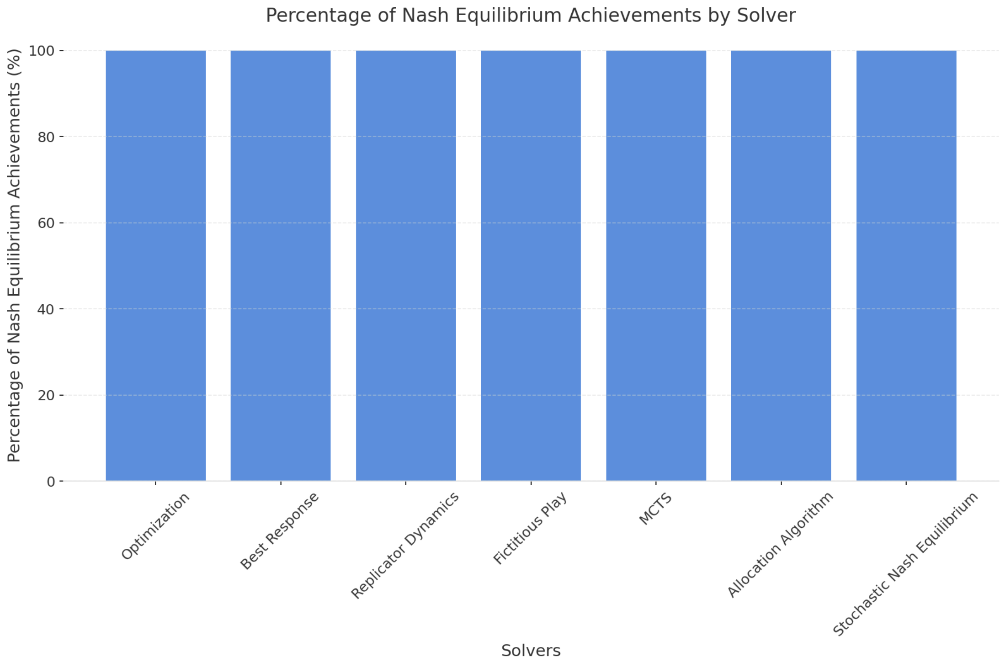 Percentage of Nash Equilibrium Achievements by Solver
Percentage of Nash Equilibrium Achievements (%)
100
80
60
40
20
0
Optimization
Best Response
Replicator Dynamics
Fictitious Play
MCTS
Allocation Algorithm
Stochastic Nash Equilibrium
Solvers